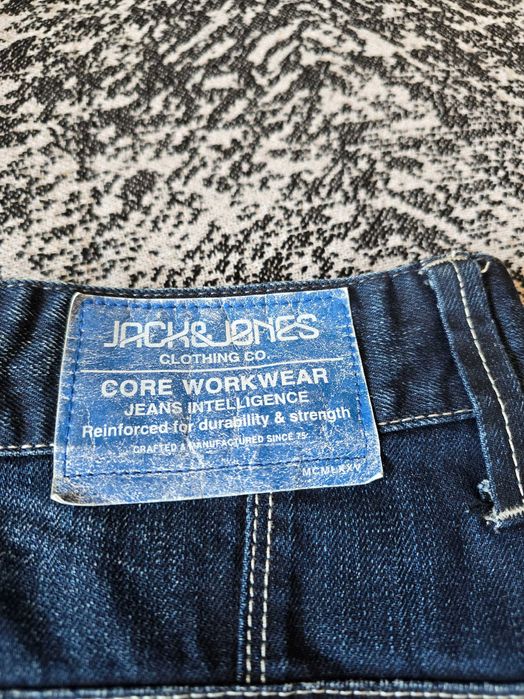 JACK&JONES
CLOTHING CO.
CORE WORKWEAR
JEANS INTELLIGENCE
Reinforced for durability & strength
CRAFTED & MANUFACTURED SINCE 75'
MCMLXXV